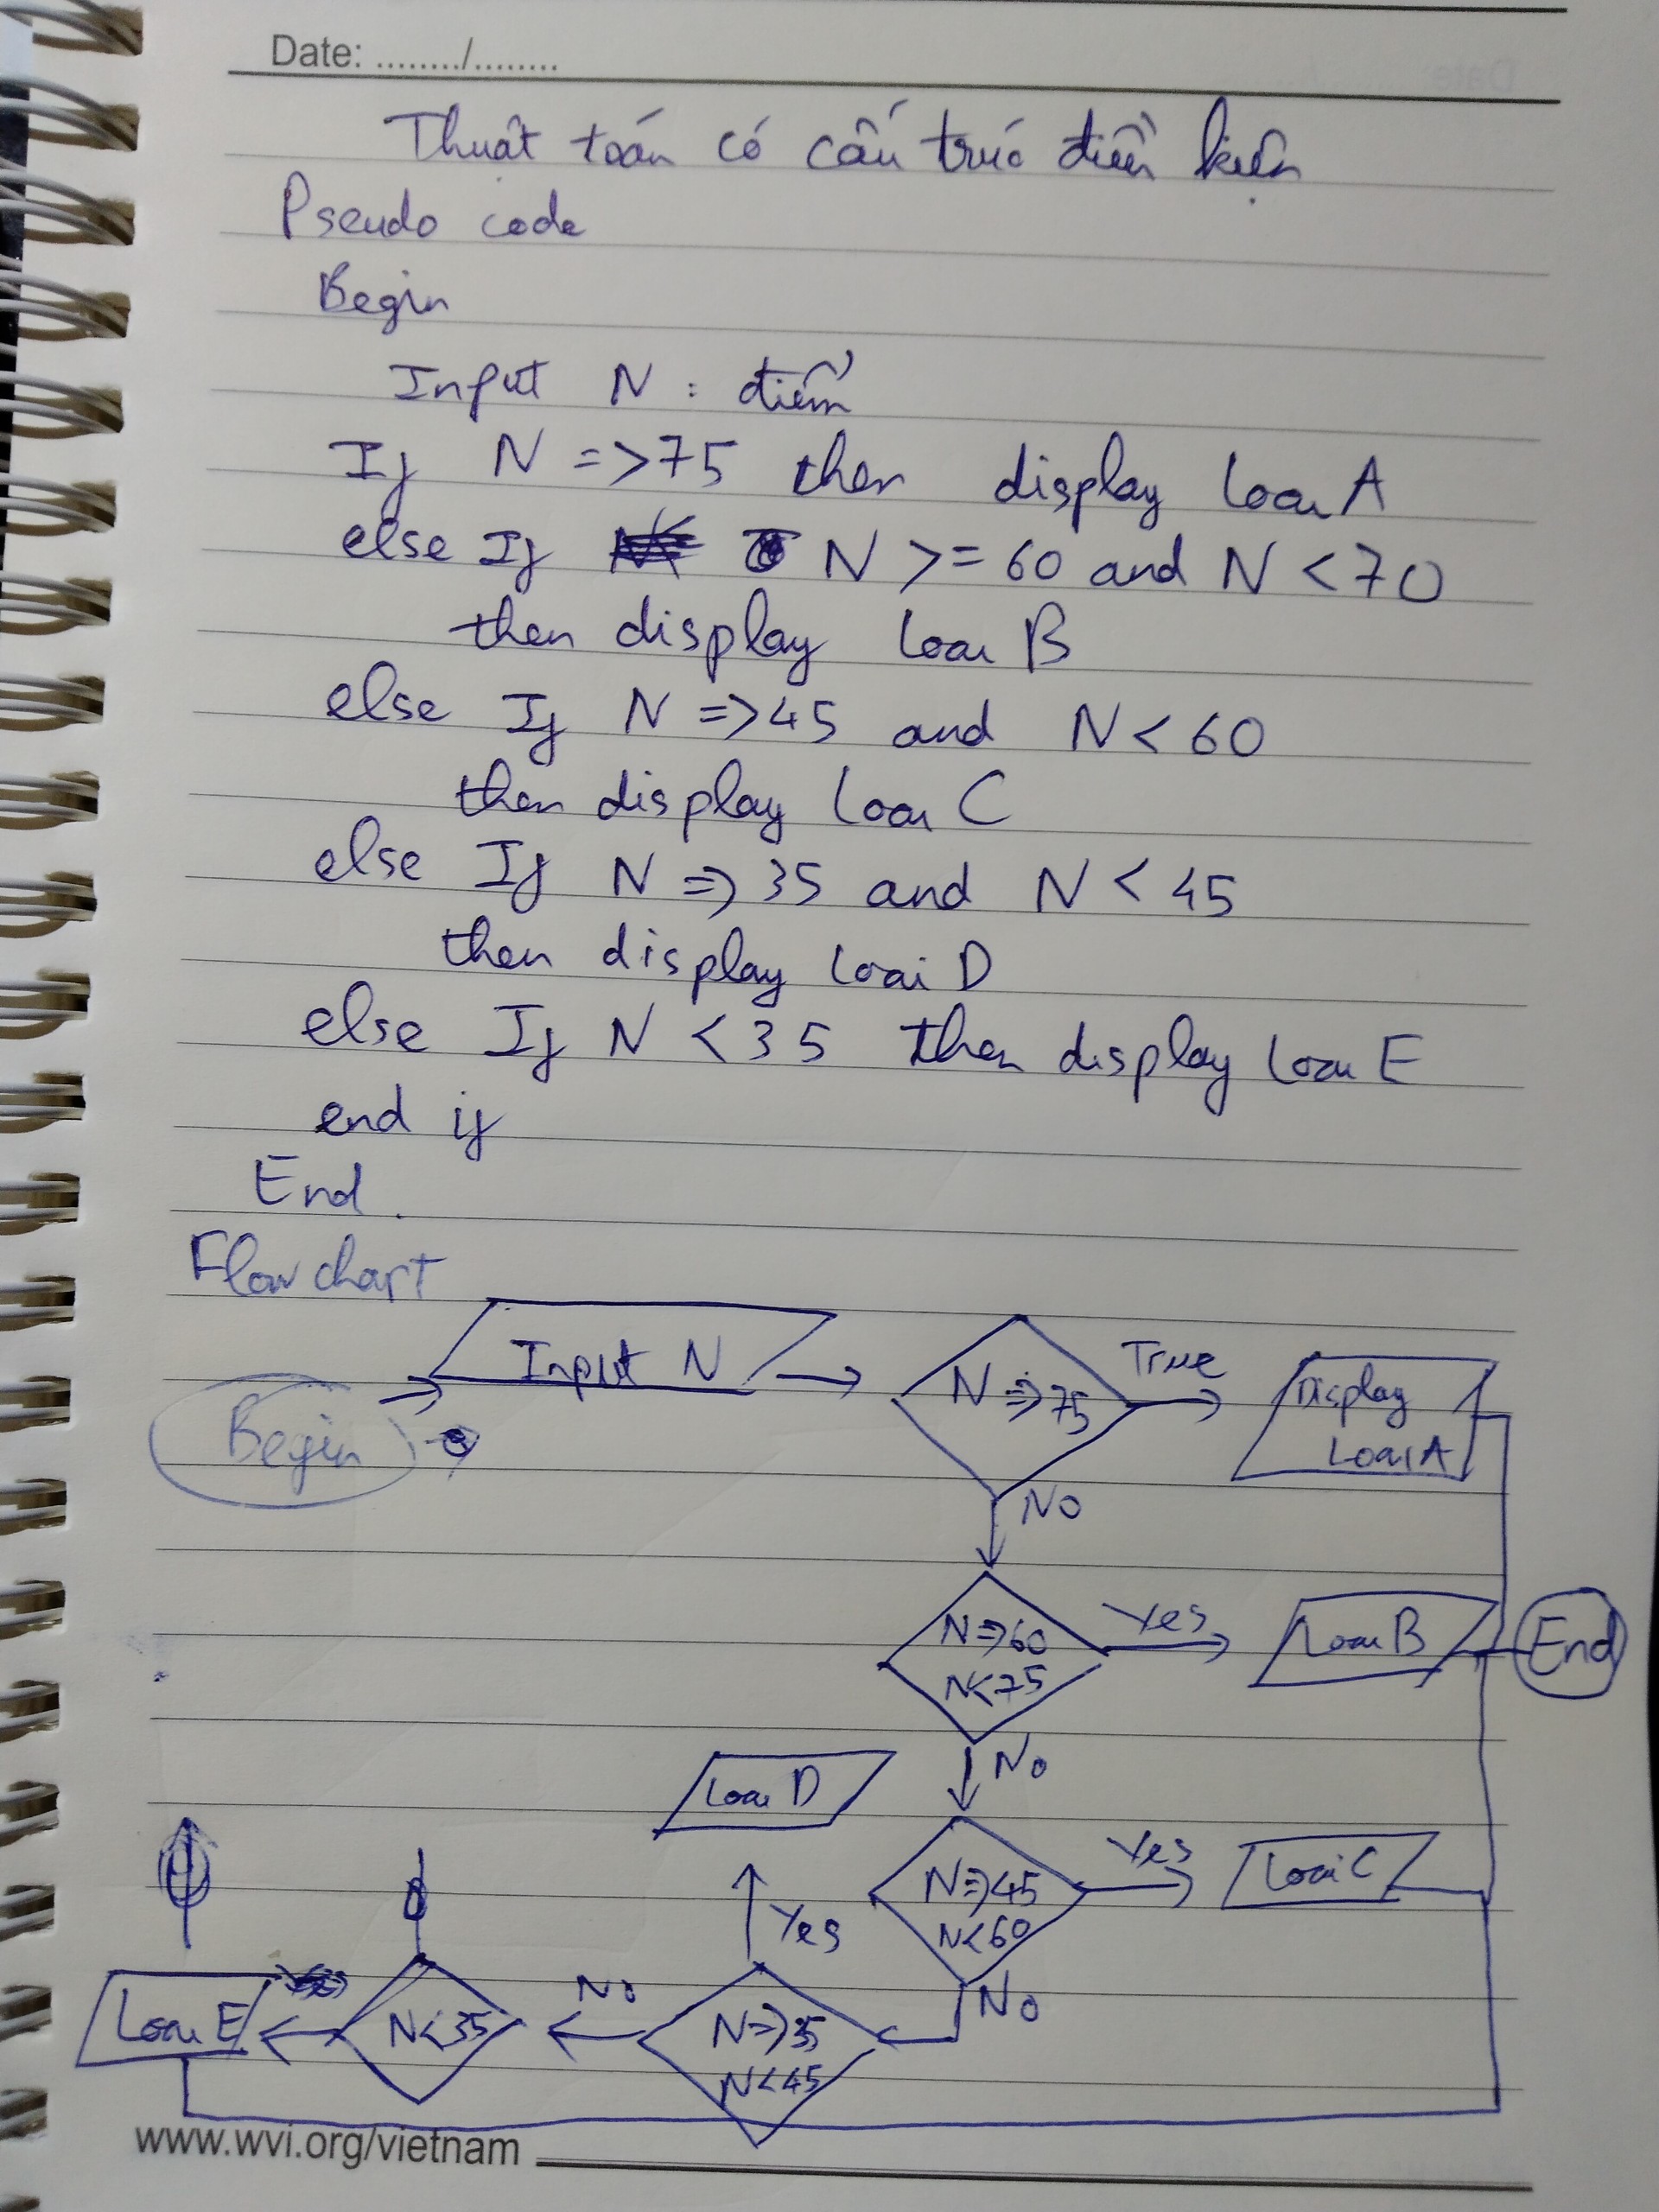 Date: ......../........
Thuật toán có cấu trúc điều kiện
Pseudo code
Begin
Input N : điểm
If N =>75 then display Loại A
else If N >= 60 and N < 70
then display Loai B
else If N => 45 and N < 60
then display Loai C
else If N => 35 and N < 45
then display Loai D
else If N < 35 then display Loai E
end if
End.
Flow chart
Begin
Input N
N => 75
True
Display
Loai A
No
N=>60
N<75
Yes
Loai B
End
No
N=>45
N<60
Yes
Loai C
No
N=>35
N<45
Yes
Loai D
No
N<35
Loai E
www.wvi.org/vietnam